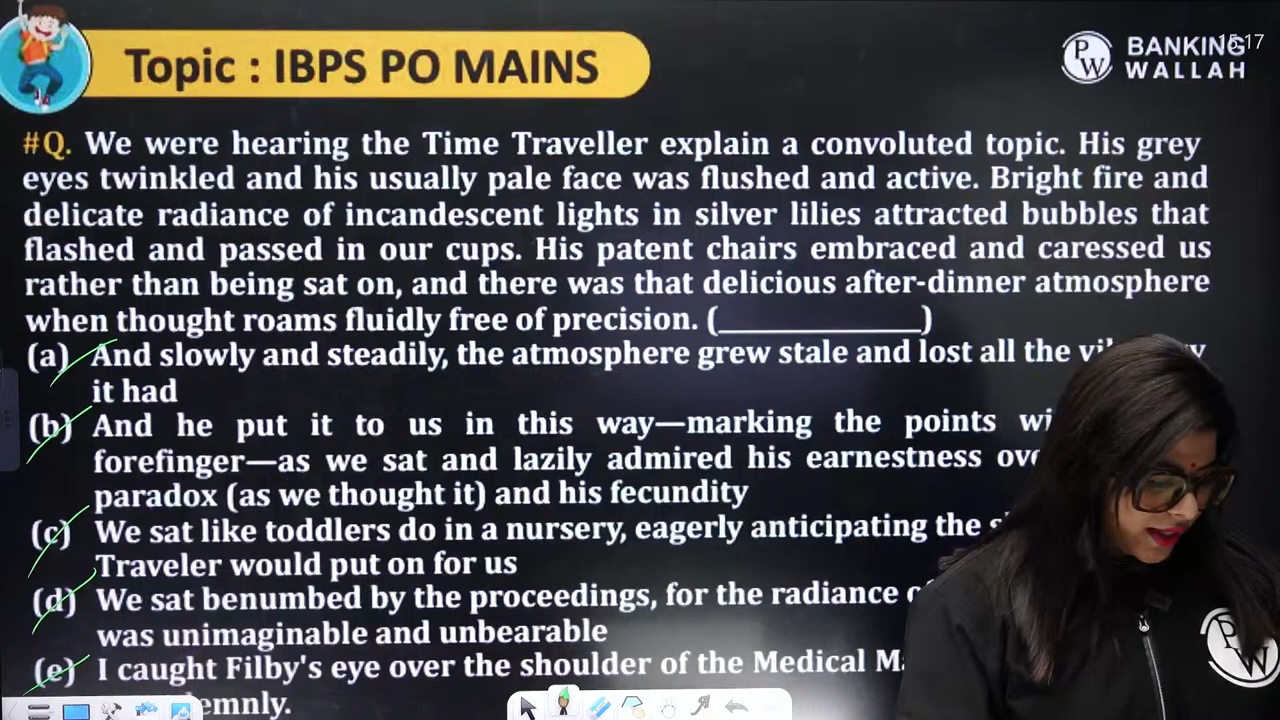 Topic : IBPS PO MAINS
PW
BANKING
WALLAH
15:17
#Q. We were hearing the Time Traveller explain a convoluted topic. His grey
eyes twinkled and his usually pale face was flushed and active. Bright fire and
delicate radiance of incandescent lights in silver lilies attracted bubbles that
flashed and passed in our cups. His patent chairs embraced and caressed us
rather than being sat on, and there was that delicious after-dinner atmosphere
when thought roams fluidly free of precision. (____________)
(a) And slowly and steadily, the atmosphere grew stale and lost all the
it had
(b) And he put it to us in this way—marking the points
forefinger—as we sat and lazily admired his earnestness
paradox (as we thought it) and his fecundity
(c) We sat like toddlers do in a nursery, eagerly anticipating the
Traveler would put on for us
(d) We sat benumbed by the proceedings, for the radiance
was unimaginable and unbearable
(e) I caught Filby's eye over the shoulder of the Medical
PW